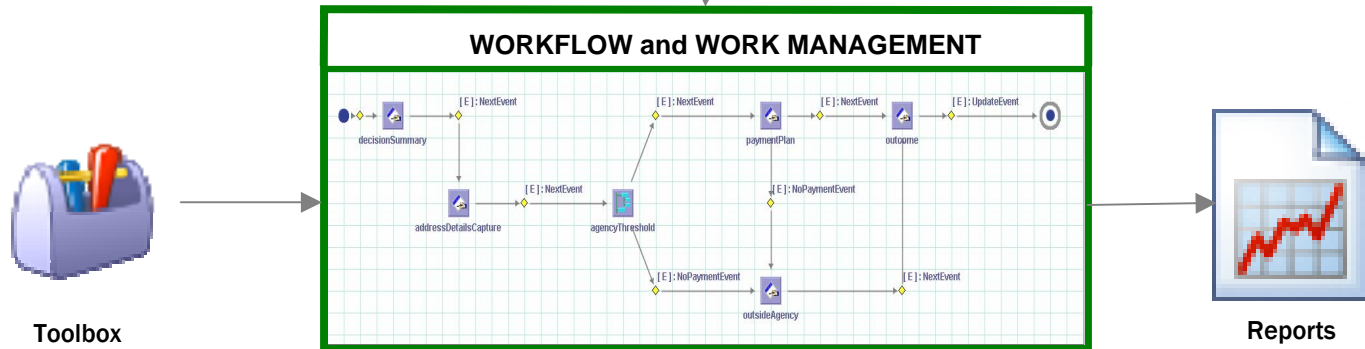 WORKFLOW and WORK MANAGEMENT
[ E ] : NextEvent
[ E ] : NextEvent
[ E ] : NextEvent
[ E ] : UpdateEvent
decisionSummary
paymentPlan
outcome
[ E ] : NextEvent
[ E ] : NoPaymentEvent
addressDetailsCapture
agencyThreshold
[ E ] : NoPaymentEvent
[ E ] : NextEvent
outsideAgency
Toolbox
Reports